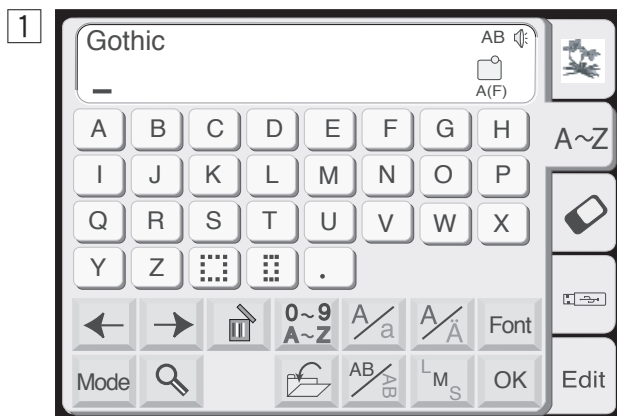 1
Gothic
AB
_
A(F)
A B C D E F G H
A~Z
I J K L M N O P
Q R S T U V W X
Y Z .
0~9
A~Z
A/a
A/Ä
Font
Mode
AB/AB
L M S
OK
Edit